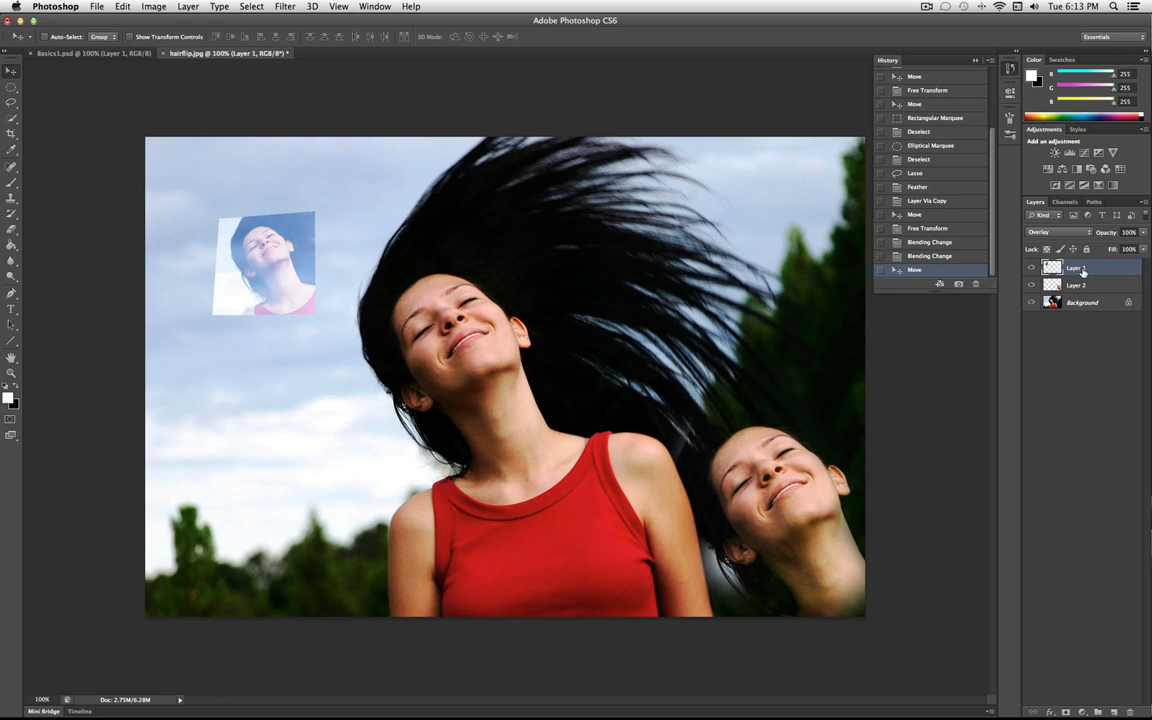 Photoshop File Edit Image Layer Type Select Filter 3D View Window Help Tue 6:13 PM
Adobe Photoshop CS6
Auto-Select: Group Show Transform Controls 3D Mode: Essentials
Basics1.psd @ 100% (Layer 1, RGB/8) hairflip.jpg @ 100% (Layer 1, RGB/8*) *
History
Move
Free Transform
Move
Rectangular Marquee
Deselect
Elliptical Marquee
Deselect
Lasso
Feather
Layer Via Copy
Move
Free Transform
Blending Change
Blending Change
Move
Color Swatches
R 255
G 255
B 255
Adjustments Styles
Add an adjustment
Layers Channels Paths
Kind
Overlay Opacity: 100%
Lock: Fill: 100%
Layer 1
Layer 2
Background
100% Doc: 2.75M/6.28M
Mini Bridge Timeline